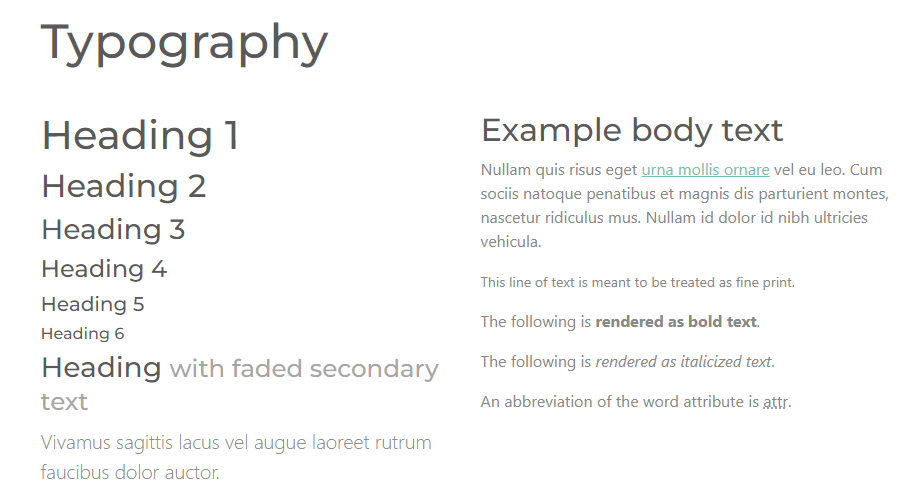 Typography
Heading 1
Heading 2
Heading 3
Heading 4
Heading 5
Heading 6
Heading with faded secondary
text
Vivamus sagittis lacus vel augue laoreet rutrum
faucibus dolor auctor.
Example body text
Nullam quis risus eget urna mollis ornare vel eu leo. Cum
sociis natoque penatibus et magnis dis parturient montes,
nascetur ridiculus mus. Nullam id dolor id nibh ultricies
vehicula.
This line of text is meant to be treated as fine print.
The following is rendered as bold text.
The following is rendered as italicized text.
An abbreviation of the word attribute is attr.